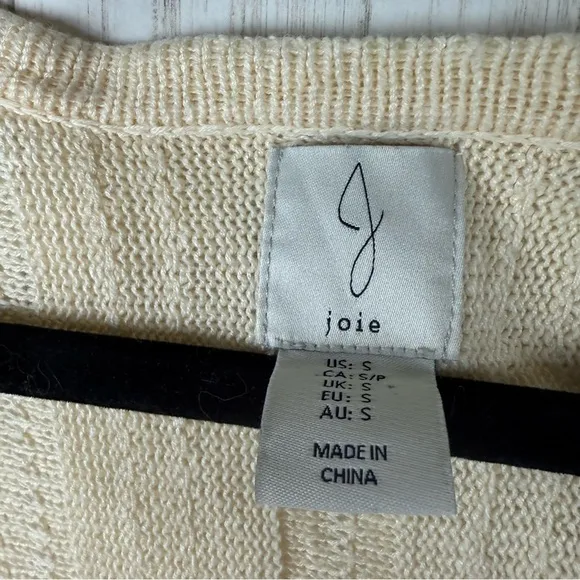 J
joie
US: S
CA: S/P
UK: S
EU: S
AU: S
MADE IN
CHINA